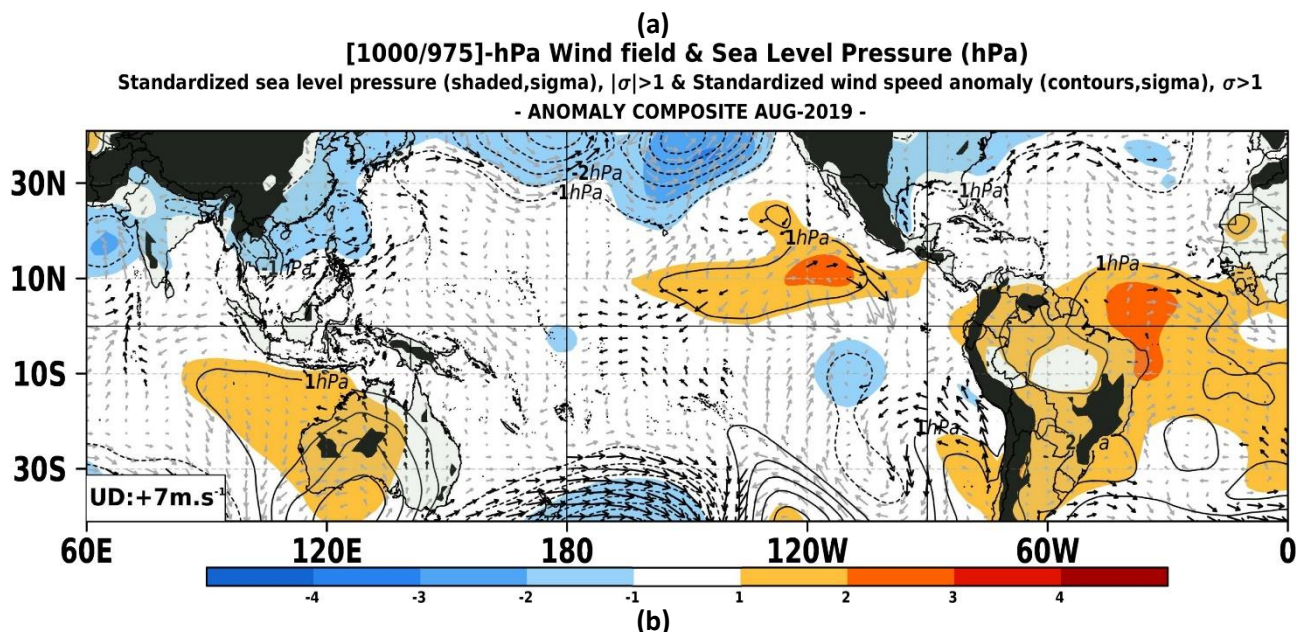 (a)
[1000/975]-hPa Wind field & Sea Level Pressure (hPa)
Standardized sea level pressure (shaded,sigma), |σ|>1 & Standardized wind speed anomaly (contours,sigma), σ>1
- ANOMALY COMPOSITE AUG-2019 -
30N
10N
10S
30S
-2hPa
1hPa
1hPa
1hPa
1hPa
-1hPa
1hPa
1hPa
UD:+7m.s⁻¹
60E 120E 180 120W 60W 0
-4 -3 -2 -1 1 2 3 4
(b)